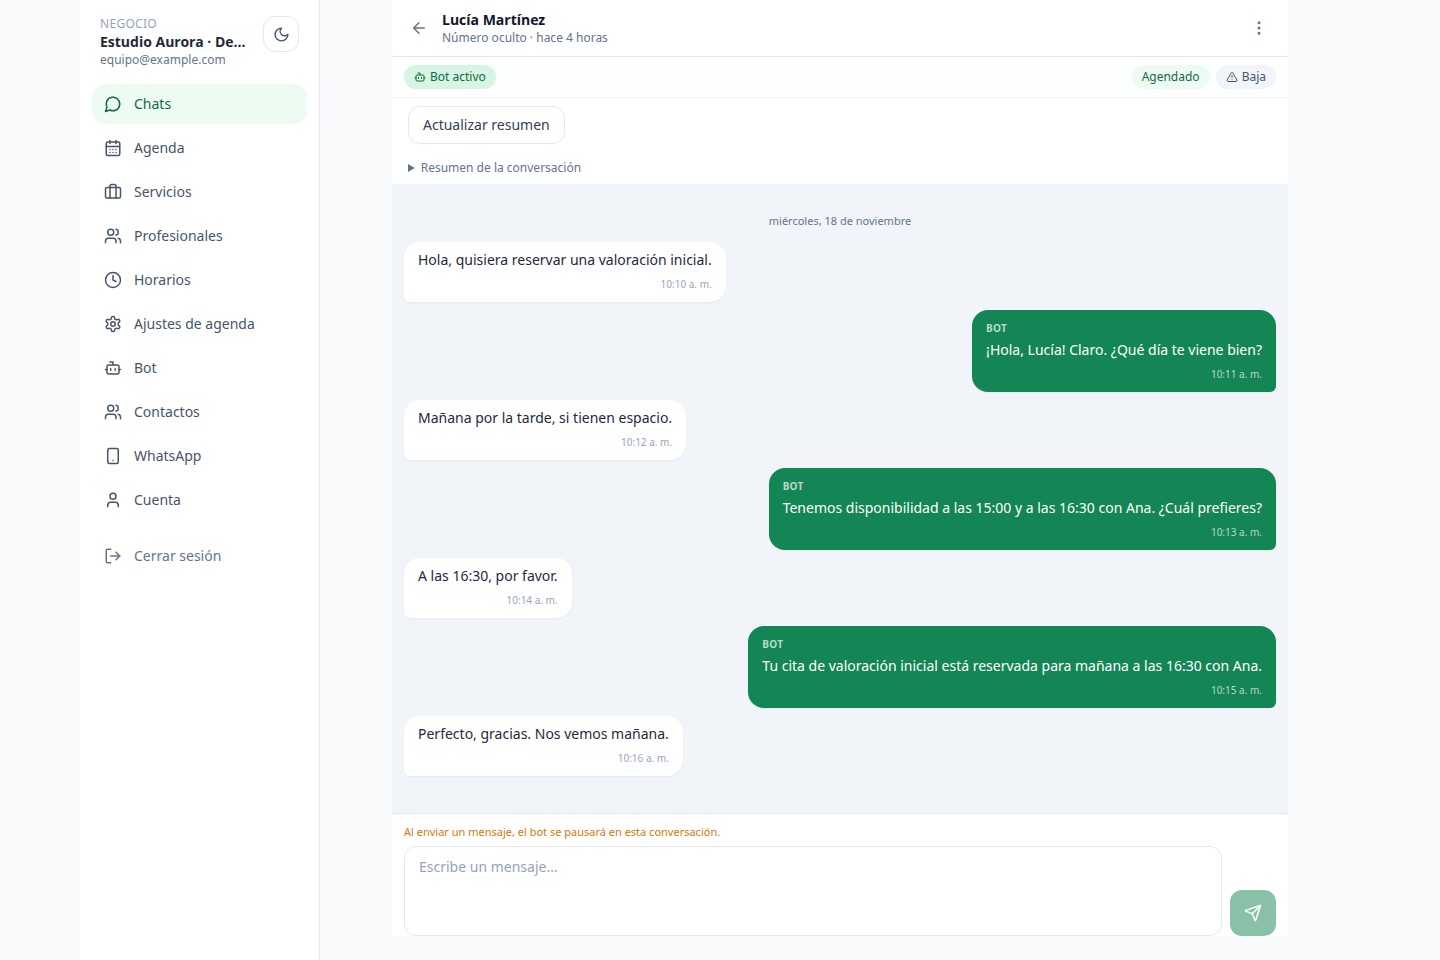 NEGOCIO
Estudio Aurora · De...
equipo@example.com
Chats
Agenda
Servicios
Profesionales
Horarios
Ajustes de agenda
Bot
Contactos
WhatsApp
Cuenta
Cerrar sesión
Lucía Martínez
Número oculto · hace 4 horas
Bot activo
Agendado
Baja
Actualizar resumen
Resumen de la conversación
miércoles, 18 de noviembre
Hola, quisiera reservar una valoración inicial.
10:10 a. m.
BOT
¡Hola, Lucía! Claro. ¿Qué día te viene bien?
10:11 a. m.
Mañana por la tarde, si tienen espacio.
10:12 a. m.
BOT
Tenemos disponibilidad a las 15:00 y a las 16:30 con Ana. ¿Cuál prefieres?
10:13 a. m.
A las 16:30, por favor.
10:14 a. m.
BOT
Tu cita de valoración inicial está reservada para mañana a las 16:30 con Ana.
10:15 a. m.
Perfecto, gracias. Nos vemos mañana.
10:16 a. m.
Al enviar un mensaje, el bot se pausará en esta conversación.
Escribe un mensaje...